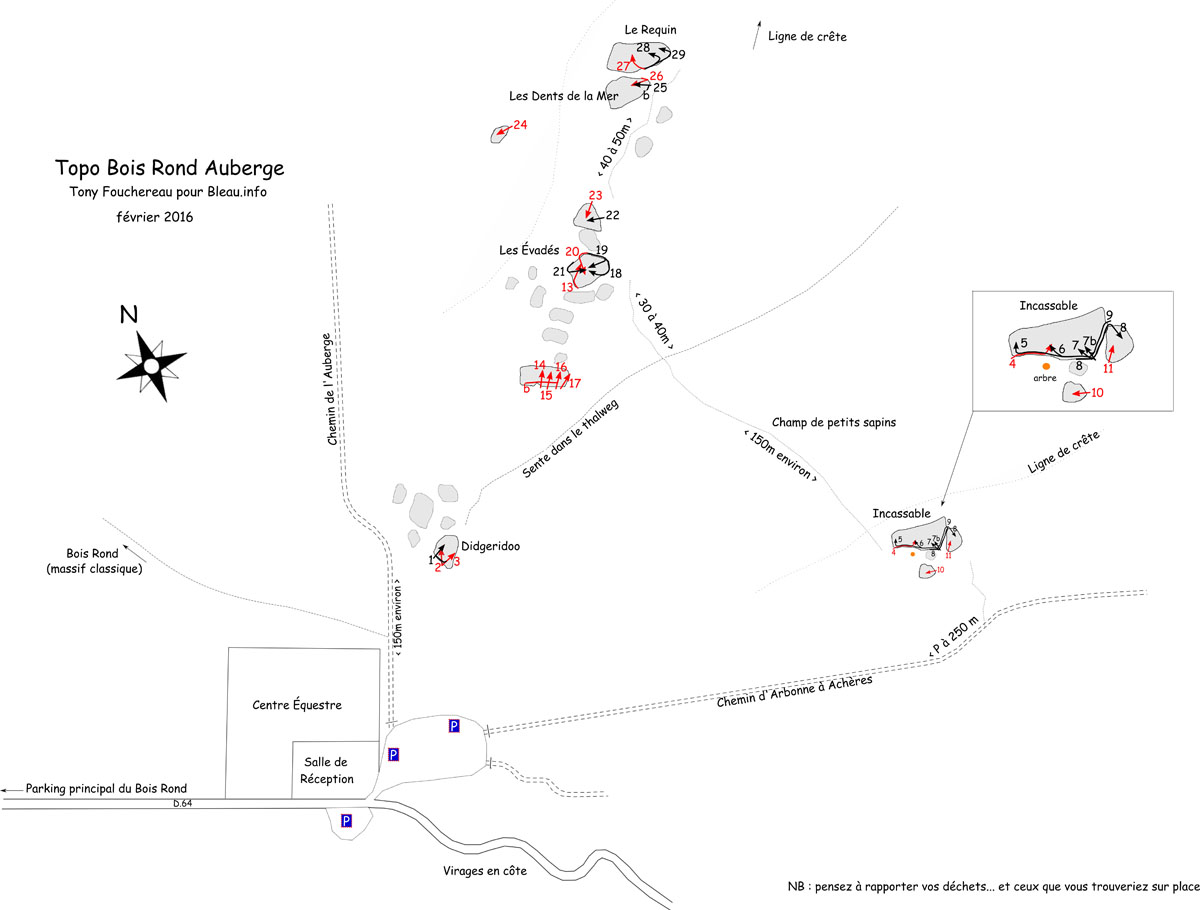 Le Requin
28
29
27
26
25
Les Dents de la Mer
b
24
Ligne de crête
< 40 à 50m >
Topo Bois Rond Auberge
Tony Fouchereau pour Bleau.info
février 2016
N
23
22
Les Évadés
20
19
21
18
13
< 30 à 40m >
14
16
17
b
15
Chemin de l'Auberge
Sente dans le thalweg
Incassable
9
8
5
6
7
7b
4
8
11
arbre
10
Champ de petits sapins
< 150m environ >
Ligne de crête
Incassable
9
8
5
6
7
7b
4
8
11
10
Didgeridoo
1
2
3
Bois Rond
(massif classique)
< 150m environ >
< P à 250 m
Chemin d'Arbonne à Achères
Centre Équestre
Salle de
Réception
P
P
P
Parking principal du Bois Rond
D.64
Virages en côte
NB : pensez à rapporter vos déchets... et ceux que vous trouveriez sur place